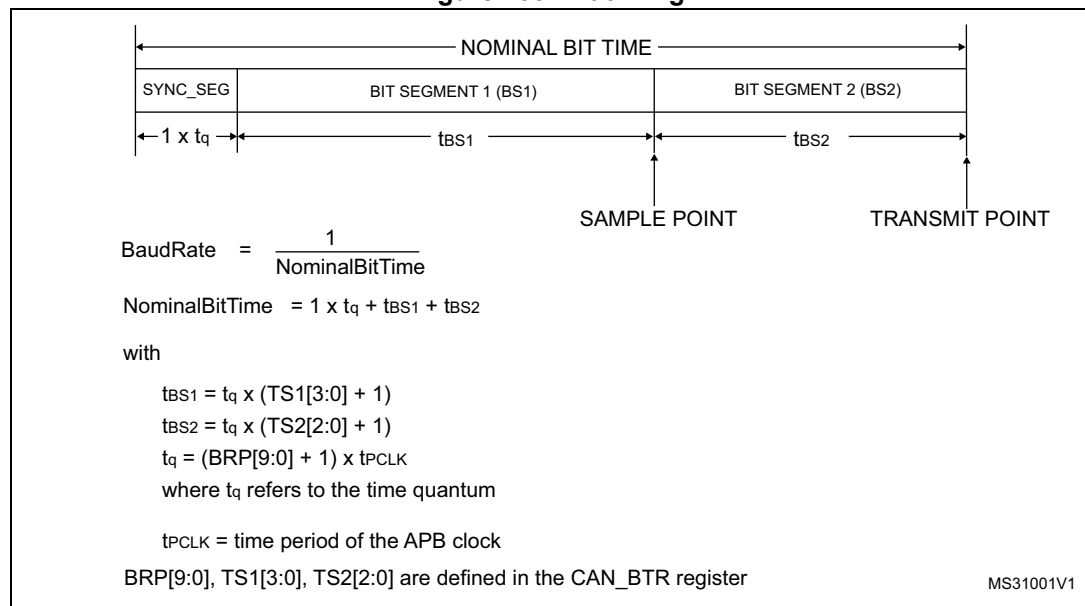 NOMINAL BIT TIME
SYNC_SEG BIT SEGMENT 1 (BS1) BIT SEGMENT 2 (BS2)
1 x tq tBS1 tBS2
SAMPLE POINT TRANSMIT POINT
BaudRate = 1
NominalBitTime
NominalBitTime = 1 x tq + tBS1 + tBS2
with
tBS1 = tq x (TS1[3:0] + 1)
tBS2 = tq x (TS2[2:0] + 1)
tq = (BRP[9:0] + 1) x tPCLK
where tq refers to the time quantum
tPCLK = time period of the APB clock
BRP[9:0], TS1[3:0], TS2[2:0] are defined in the CAN_BTR register
MS31001V1